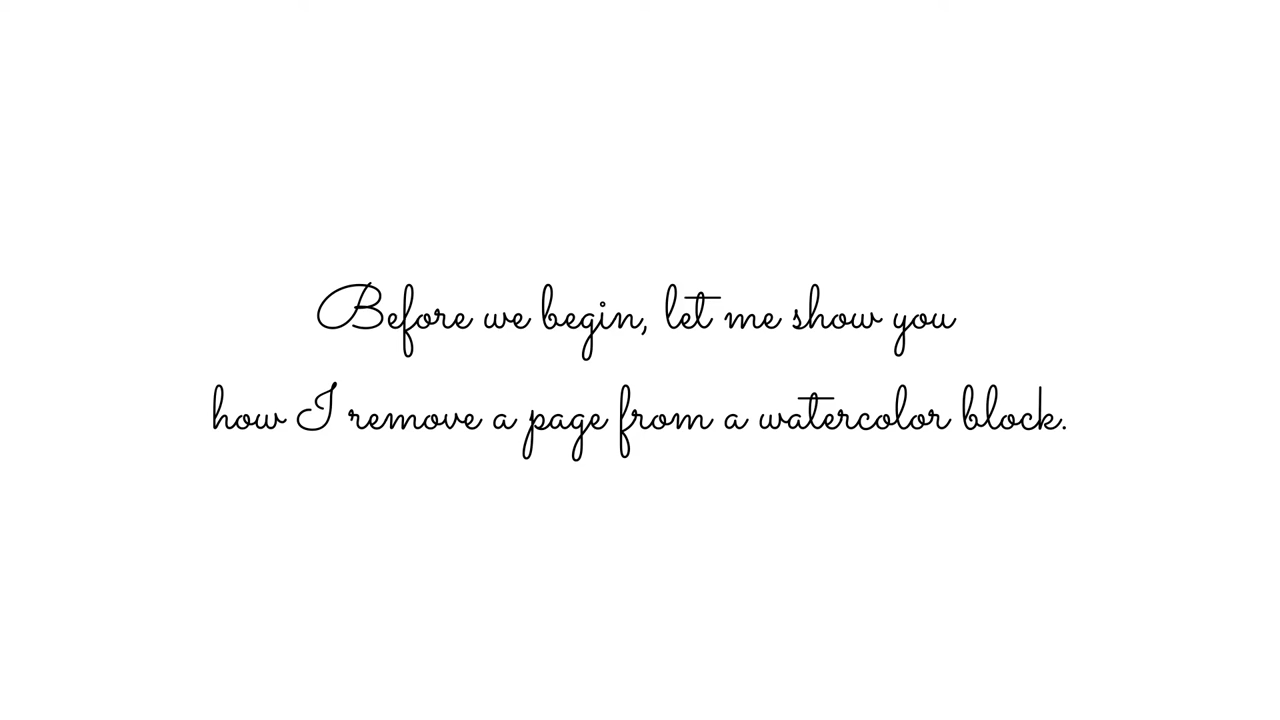 Before we begin, let me show you
how I remove a page from a watercolor block.